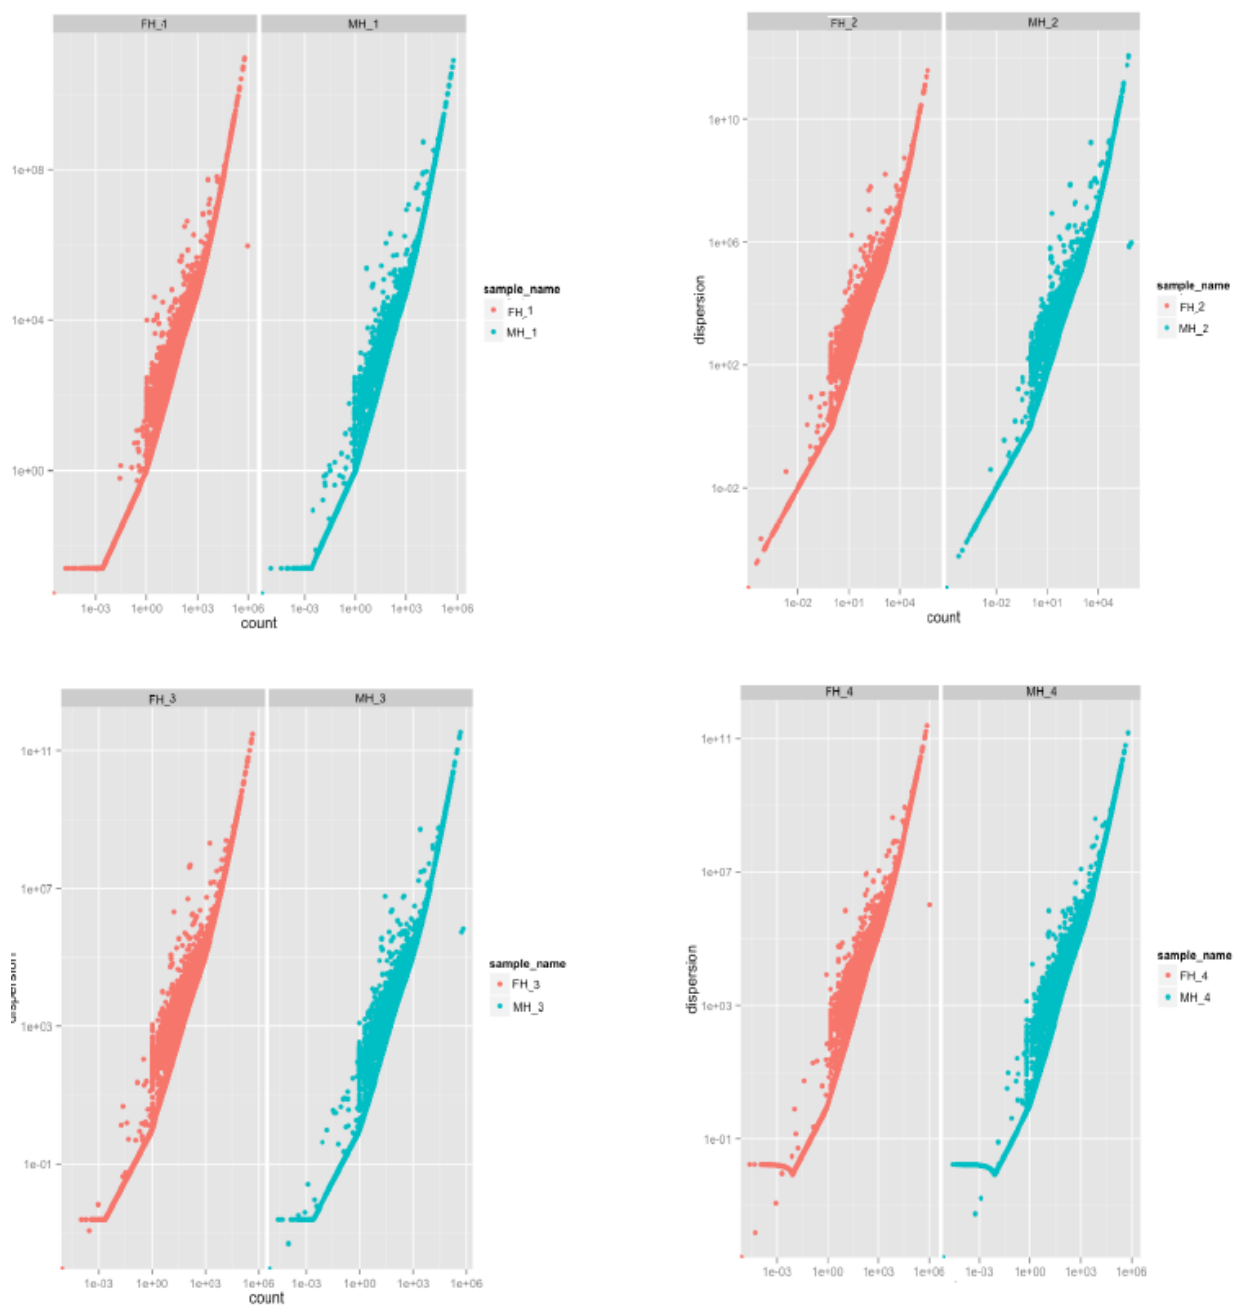 FH_1 MH_1
1e+08
1e+04
1e+00
1e-03 1e+00 1e+03 1e+06 1e-03 1e+00 1e+03 1e+06
count
sample_name
FH_1
MH_1
FH_2 MH_2
dispersion
1e+10
1e+06
1e+02
1e-02
1e-02 1e+01 1e+04 1e-02 1e+01 1e+04
count
sample_name
FH_2
MH_2
FH_3 MH_3
dispersion
1e+11
1e+07
1e+03
1e-01
1e-03 1e+00 1e+03 1e+06 1e-03 1e+00 1e+03 1e+06
count
sample_name
FH_3
MH_3
FH_4 MH_4
dispersion
1e+11
1e+07
1e+03
1e-01
1e-03 1e+00 1e+03 1e+06 1e-03 1e+00 1e+03 1e+06
sample_name
FH_4
MH_4